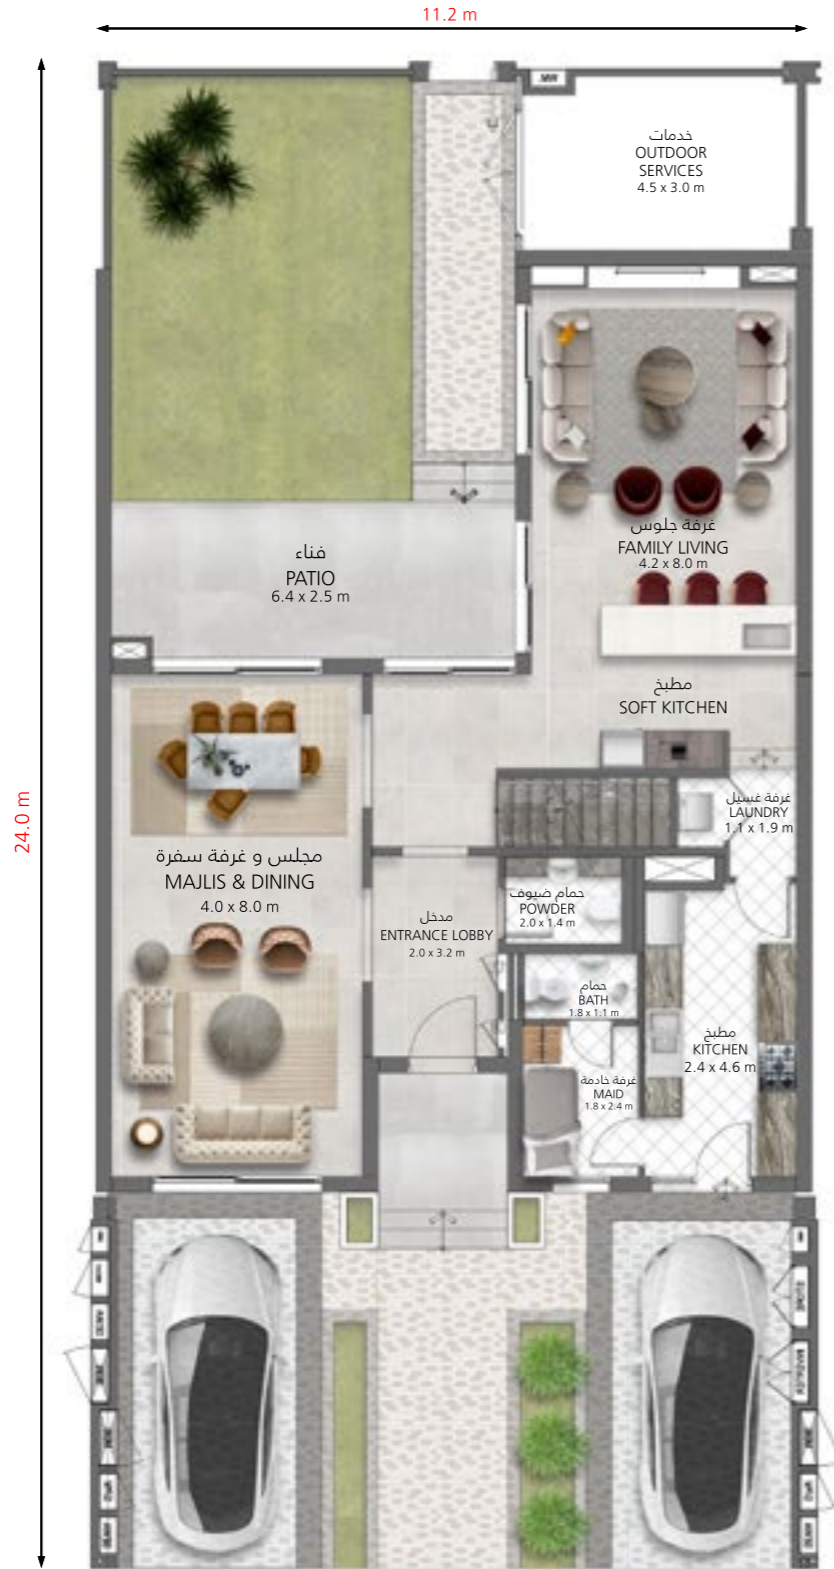 11.2 m
24.0 m
خدمات
OUTDOOR
SERVICES
4.5 x 3.0 m
غرفة جلوس
FAMILY LIVING
4.2 x 8.0 m
فناء
PATIO
6.4 x 2.5 m
مطبخ
SOFT KITCHEN
غرفة غسيل
LAUNDRY
1.1 x 1.9 m
مجلس و غرفة سفرة
MAJLIS & DINING
4.0 x 8.0 m
حمام ضيوف
POWDER
2.0 x 1.4 m
مدخل
ENTRANCE LOBBY
2.0 x 3.2 m
حمام
BATH
1.8 x 1.1 m
مطبخ
KITCHEN
2.4 x 4.6 m
غرفة خادمة
MAID
1.8 x 2.4 m